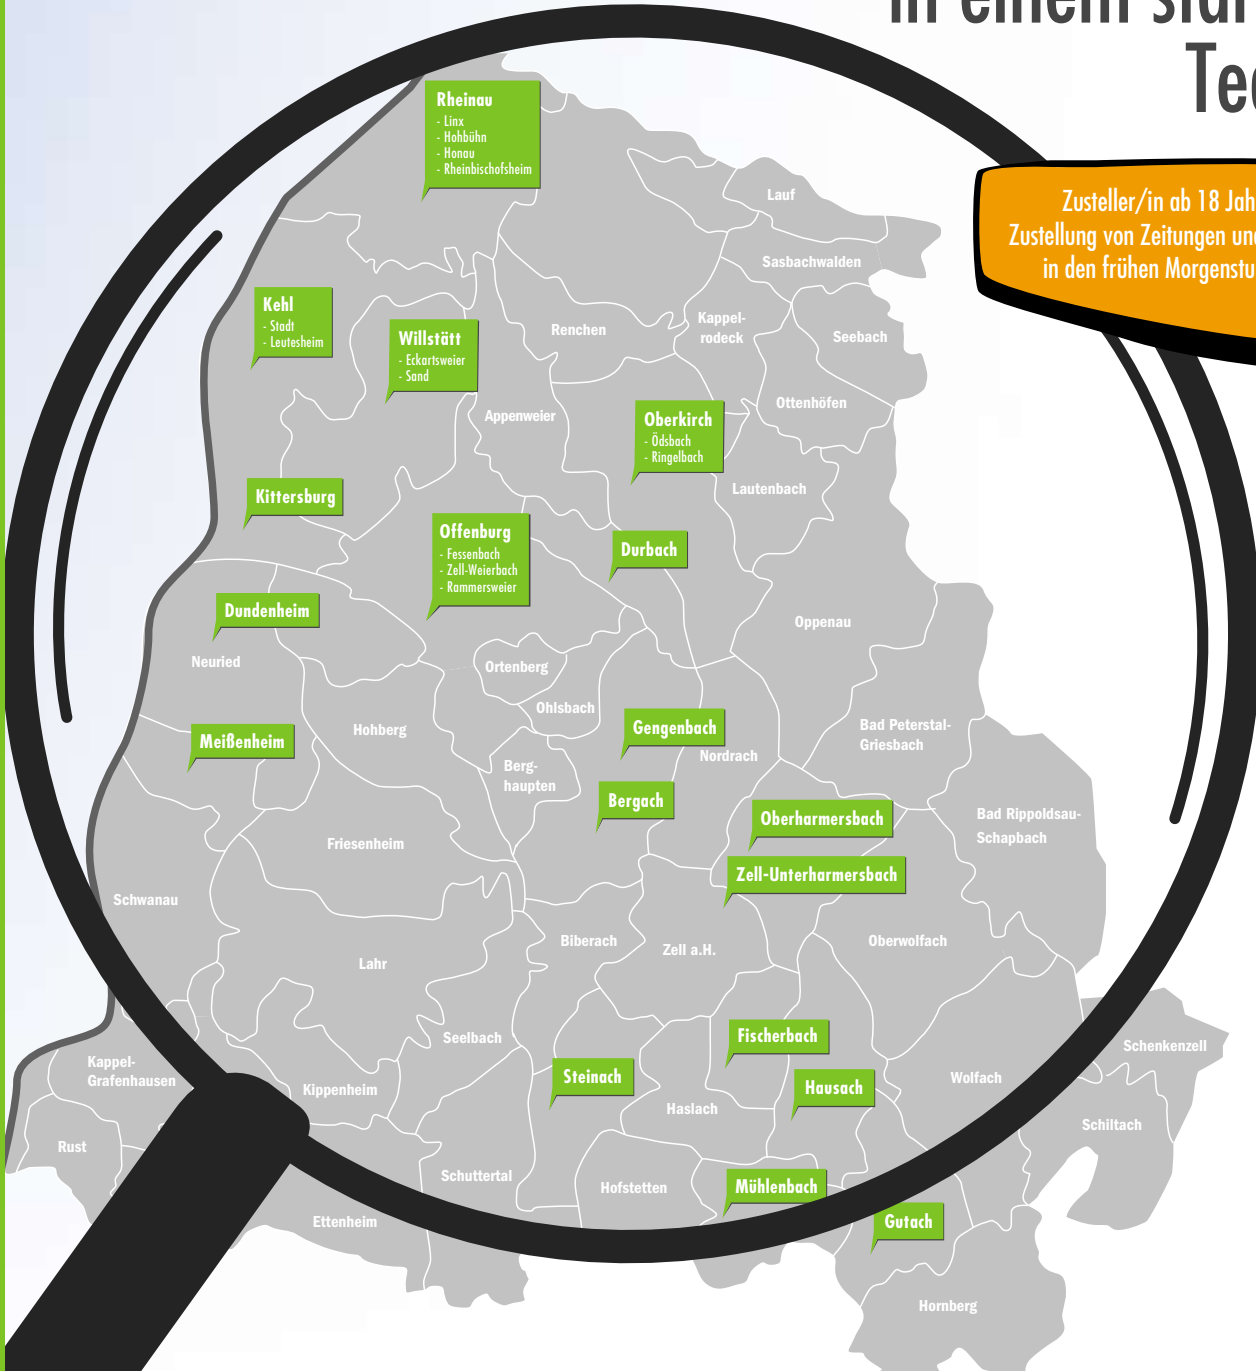 Rheinau
- Linx
- Hohbühn
- Honau
- Rheinbischofsheim
Zusteller/in ab 18
Zustellung von Zeitungen
in den frühen
Lauf
Sasbachwalden
Kehl
- Stadt
- Leutesheim
Willstätt
- Eckartsweier
- Sand
Renchen
Kappel-
rodeck
Seebach
Appenweier
Ottenhöfen
Oberkirch
- Ödsbach
- Ringelbach
Lautenbach
Kittersburg
Offenburg
- Fessenbach
- Zell-Weierbach
- Rammersweier
Durbach
Dundenheim
Oppenau
Neuried
Ortenberg
Ohlsbach
Hohberg
Gengenbach
Bad Peterstal-
Griesbach
Meißenheim
Nordrach
Berg-
haupten
Bergach
Oberharmersbach
Bad Rippoldsau-
Schapbach
Friesenheim
Zell-Unterharmersbach
Schwanau
Biberach
Zell a.H.
Oberwolfach
Lahr
Seelbach
Fischerbach
Schenkenzell
Kappel-
Grafenhausen
Kippenheim
Steinach
Hausach
Wolfach
Haslach
Schiltach
Rust
Schuttertal
Hofstetten
Mühlenbach
Ettenheim
Gutach
Hornberg